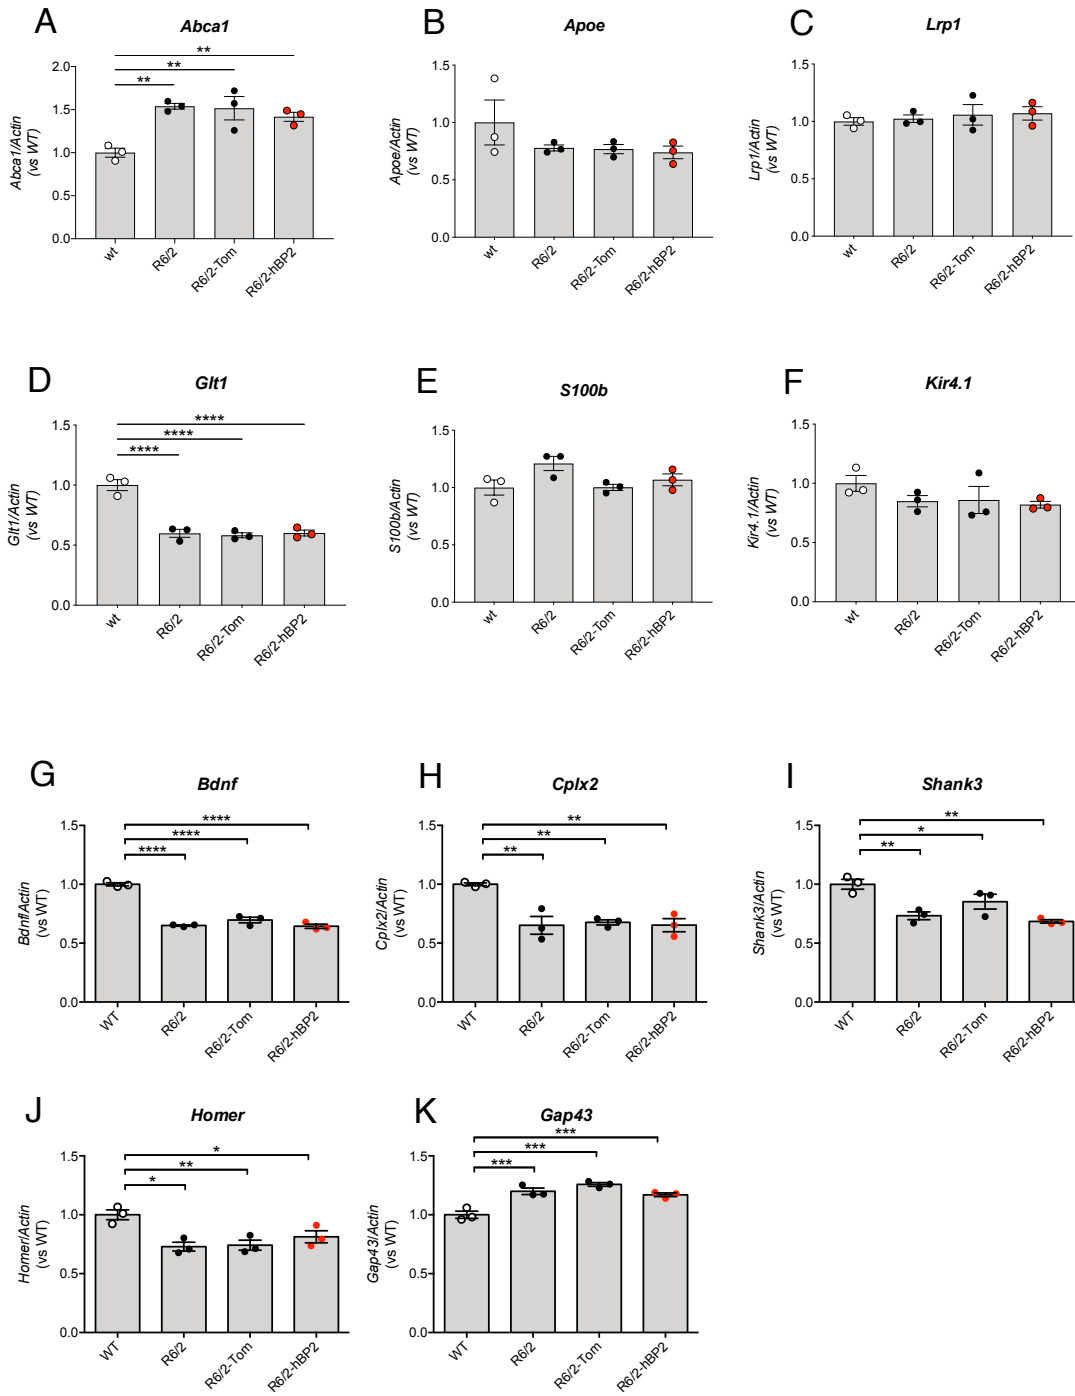 A
Abca1
**
**
**
2.0
1.5
1.0
0.5
0.0
Abca1/Actin
(vs WT)
wt
R6/2
R6/2-Tom
R6/2-hBP2
B
Apoe
1.5
1.0
0.5
0.0
Apoe/Actin
(vs WT)
wt
R6/2
R6/2-Tom
R6/2-hBP2
C
Lrp1
1.5
1.0
0.5
0.0
Lrp1/Actin
(vs WT)
wt
R6/2
R6/2-Tom
R6/2-hBP2
D
Glt1
****
****
****
1.5
1.0
0.5
0.0
Glt1/Actin
(vs WT)
wt
R6/2
R6/2-Tom
R6/2-hBP2
E
S100b
1.5
1.0
0.5
0.0
S100b/Actin
(vs WT)
wt
R6/2
R6/2-Tom
R6/2-hBP2
F
Kir4.1
1.5
1.0
0.5
0.0
Kir4.1/Actin
(vs WT)
wt
R6/2
R6/2-Tom
R6/2-hBP2
G
Bdnf
****
****
****
1.5
1.0
0.5
0.0
Bdnf/Actin
(vs WT)
WT
R6/2
R6/2-Tom
R6/2-hBP2
H
Cplx2
**
**
**
1.5
1.0
0.5
0.0
Cplx2/Actin
(vs WT)
WT
R6/2
R6/2-Tom
R6/2-hBP2
I
Shank3
**
*
**
1.5
1.0
0.5
0.0
Shank3/Actin
(vs WT)
WT
R6/2
R6/2-Tom
R6/2-hBP2
J
Homer
*
**
*
1.5
1.0
0.5
0.0
Homer/Actin
(vs WT)
WT
R6/2
R6/2-Tom
R6/2-hBP2
K
Gap43
***
***
***
1.5
1.0
0.5
0.0
Gap43/Actin
(vs WT)
WT
R6/2
R6/2-Tom
R6/2-hBP2